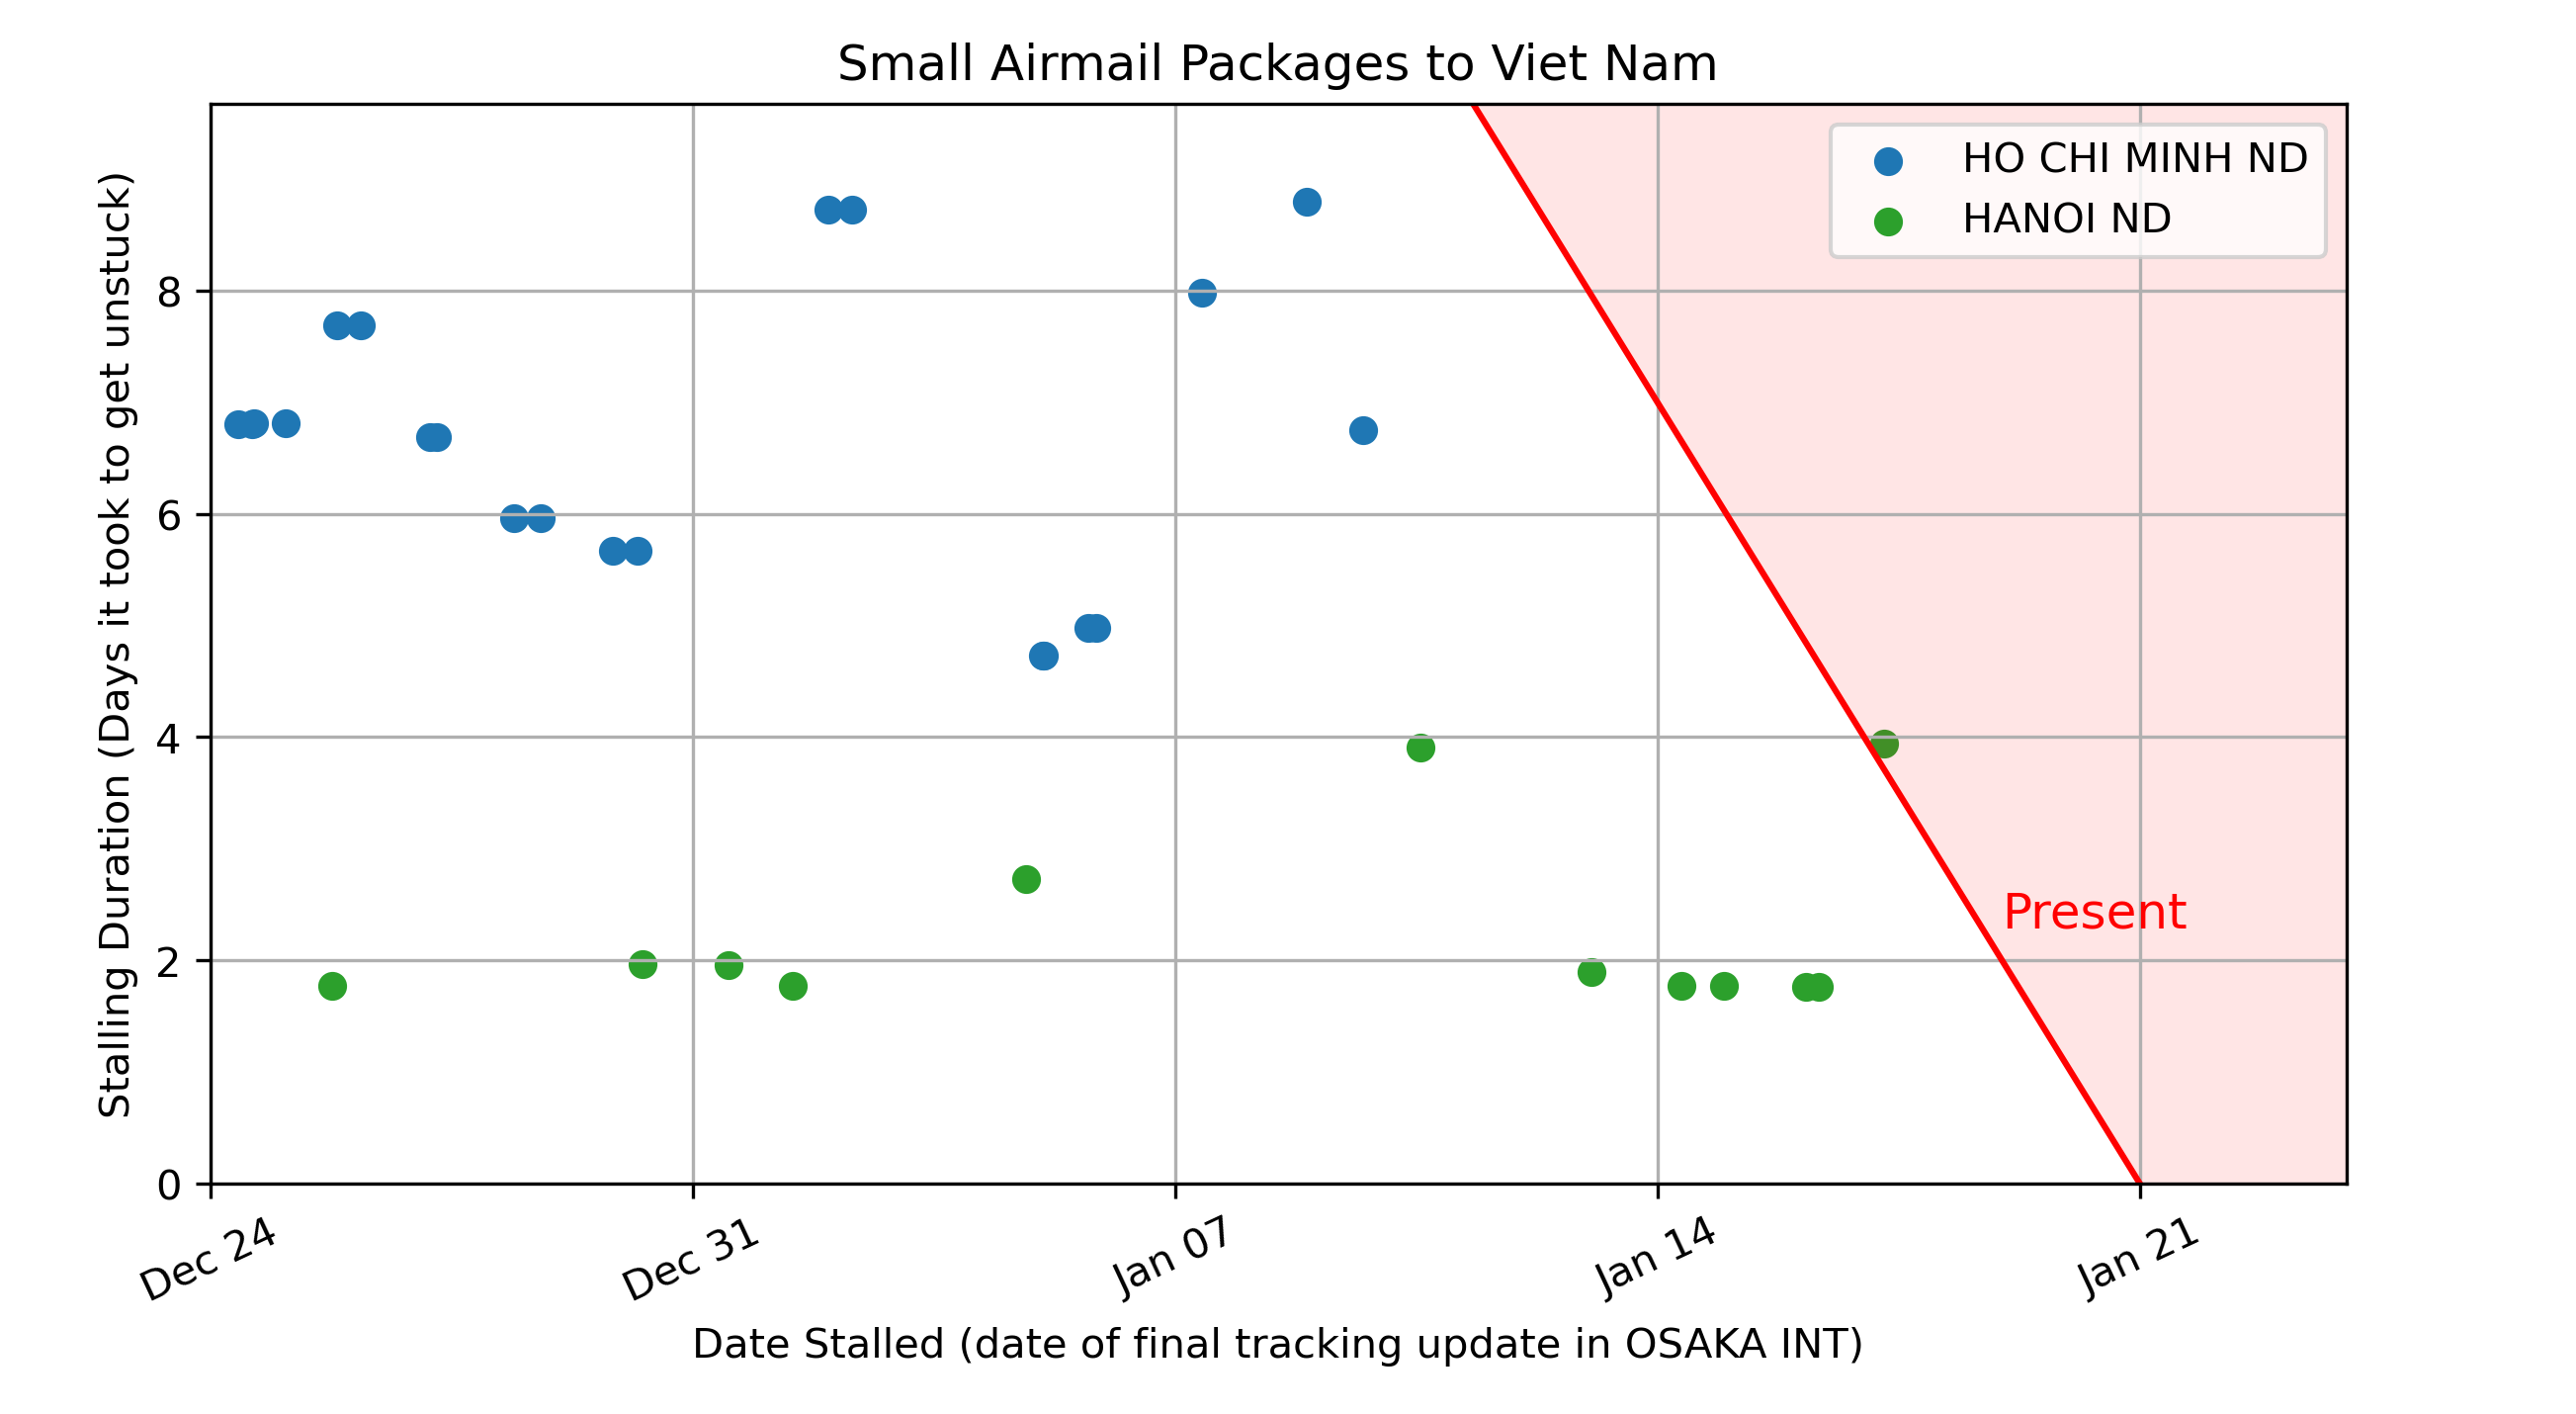 Small Airmail Packages to Viet Nam
Stalling Duration (Days it took to get unstuck)
HO CHI MINH ND
HANOI ND
8
6
4
2
0
Present
Dec 24
Dec 31
Jan 07
Jan 14
Jan 21
Date Stalled (date of final tracking update in OSAKA INT)